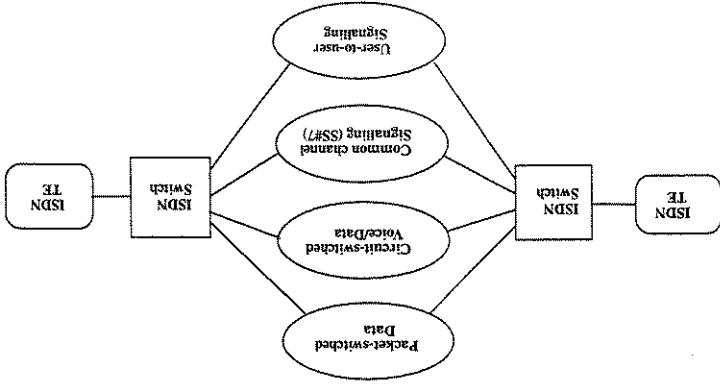 Packet-switched
Data
Circuit-switched
Voice/Data
ISDN
TE
ISDN
Switch
ISDN
Switch
ISDN
TE
Common channel
Signalling (SS#7)
User-to-user
Signalling